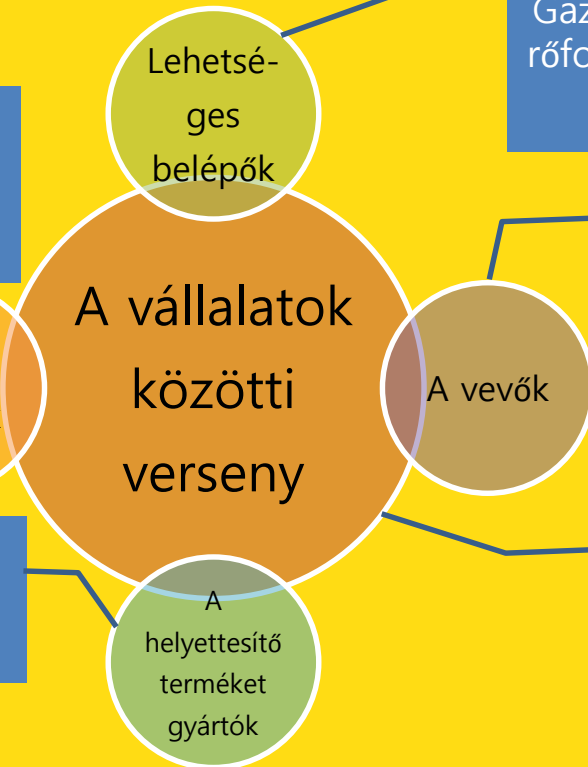 Lehetsé-
ges
belépők
A vállalatok
közötti
verseny
A vevők
A
helyettesítő
terméket
gyártók